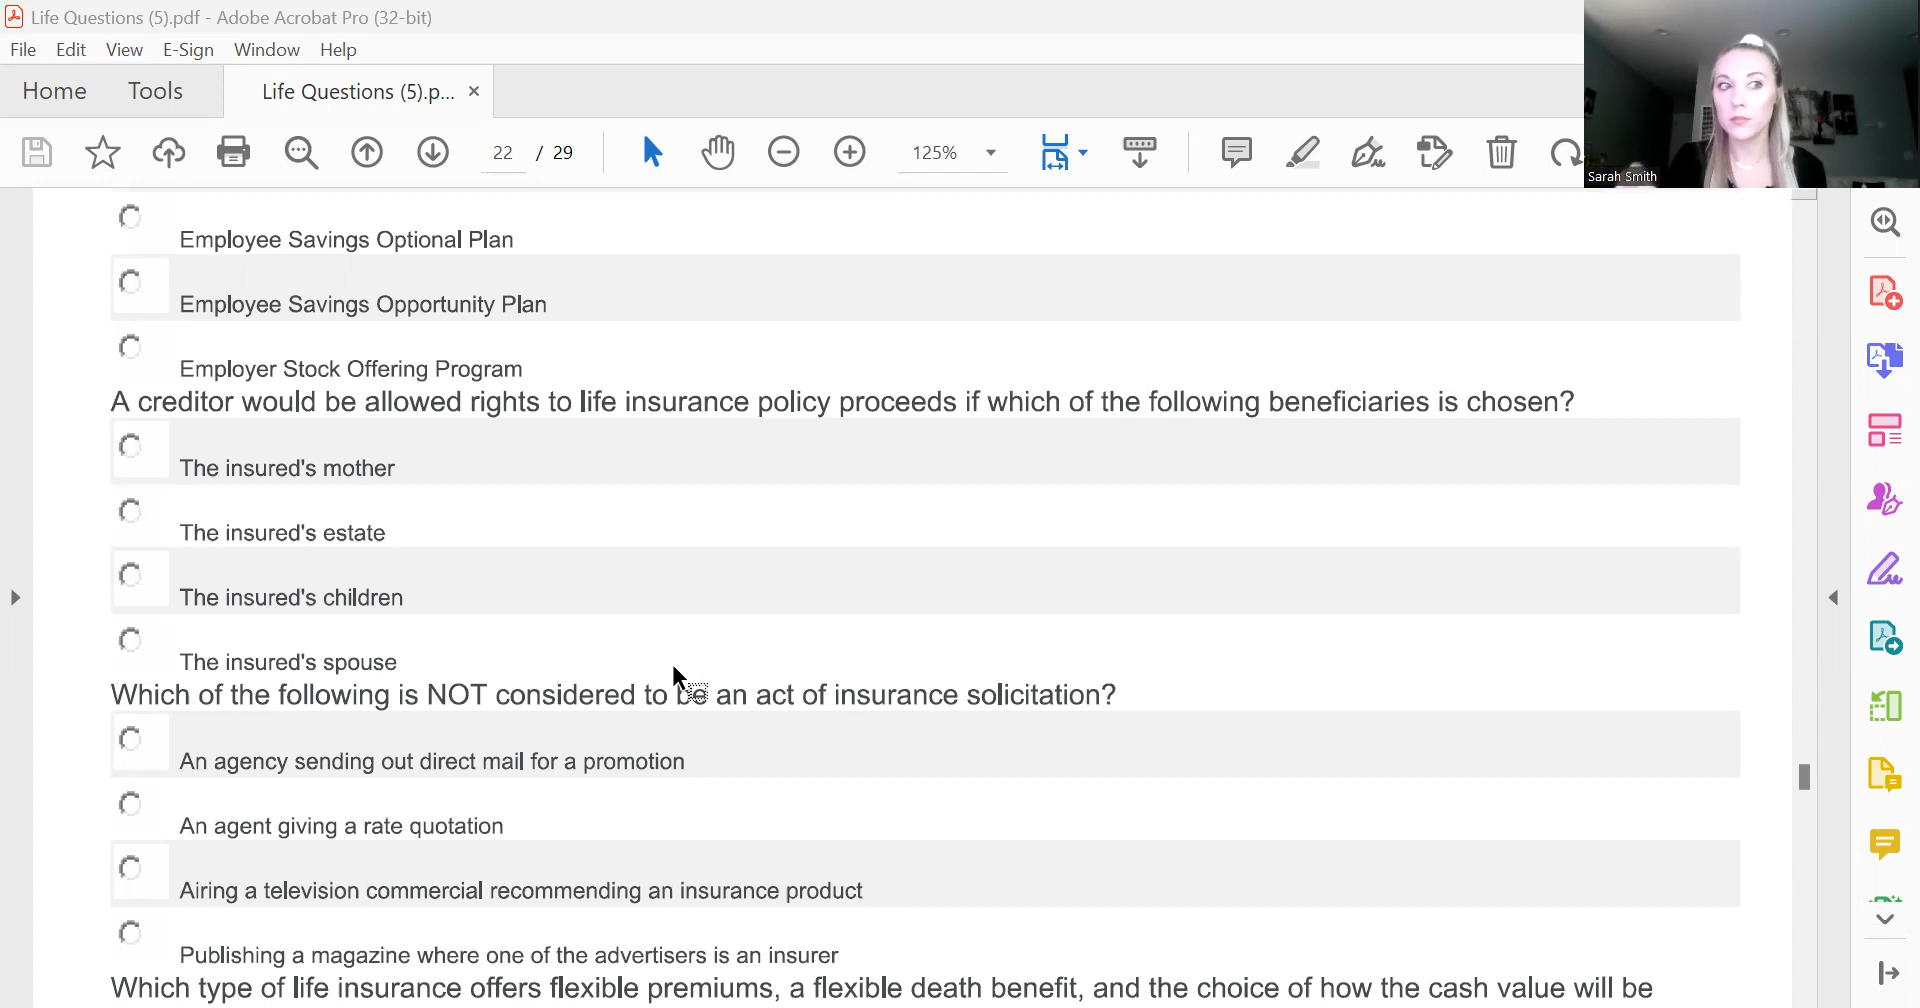 Life Questions (5).pdf - Adobe Acrobat Pro (32-bit)
File Edit View E-Sign Window Help
Home Tools Life Questions (5).p... ×
22 / 29 125%
Sarah Smith
Employee Savings Optional Plan
Employee Savings Opportunity Plan
Employer Stock Offering Program
A creditor would be allowed rights to life insurance policy proceeds if which of the following beneficiaries is chosen?
The insured's mother
The insured's estate
The insured's children
The insured's spouse
Which of the following is NOT considered to be an act of insurance solicitation?
An agency sending out direct mail for a promotion
An agent giving a rate quotation
Airing a television commercial recommending an insurance product
Publishing a magazine where one of the advertisers is an insurer
Which type of life insurance offers flexible premiums, a flexible death benefit, and the choice of how the cash value will be